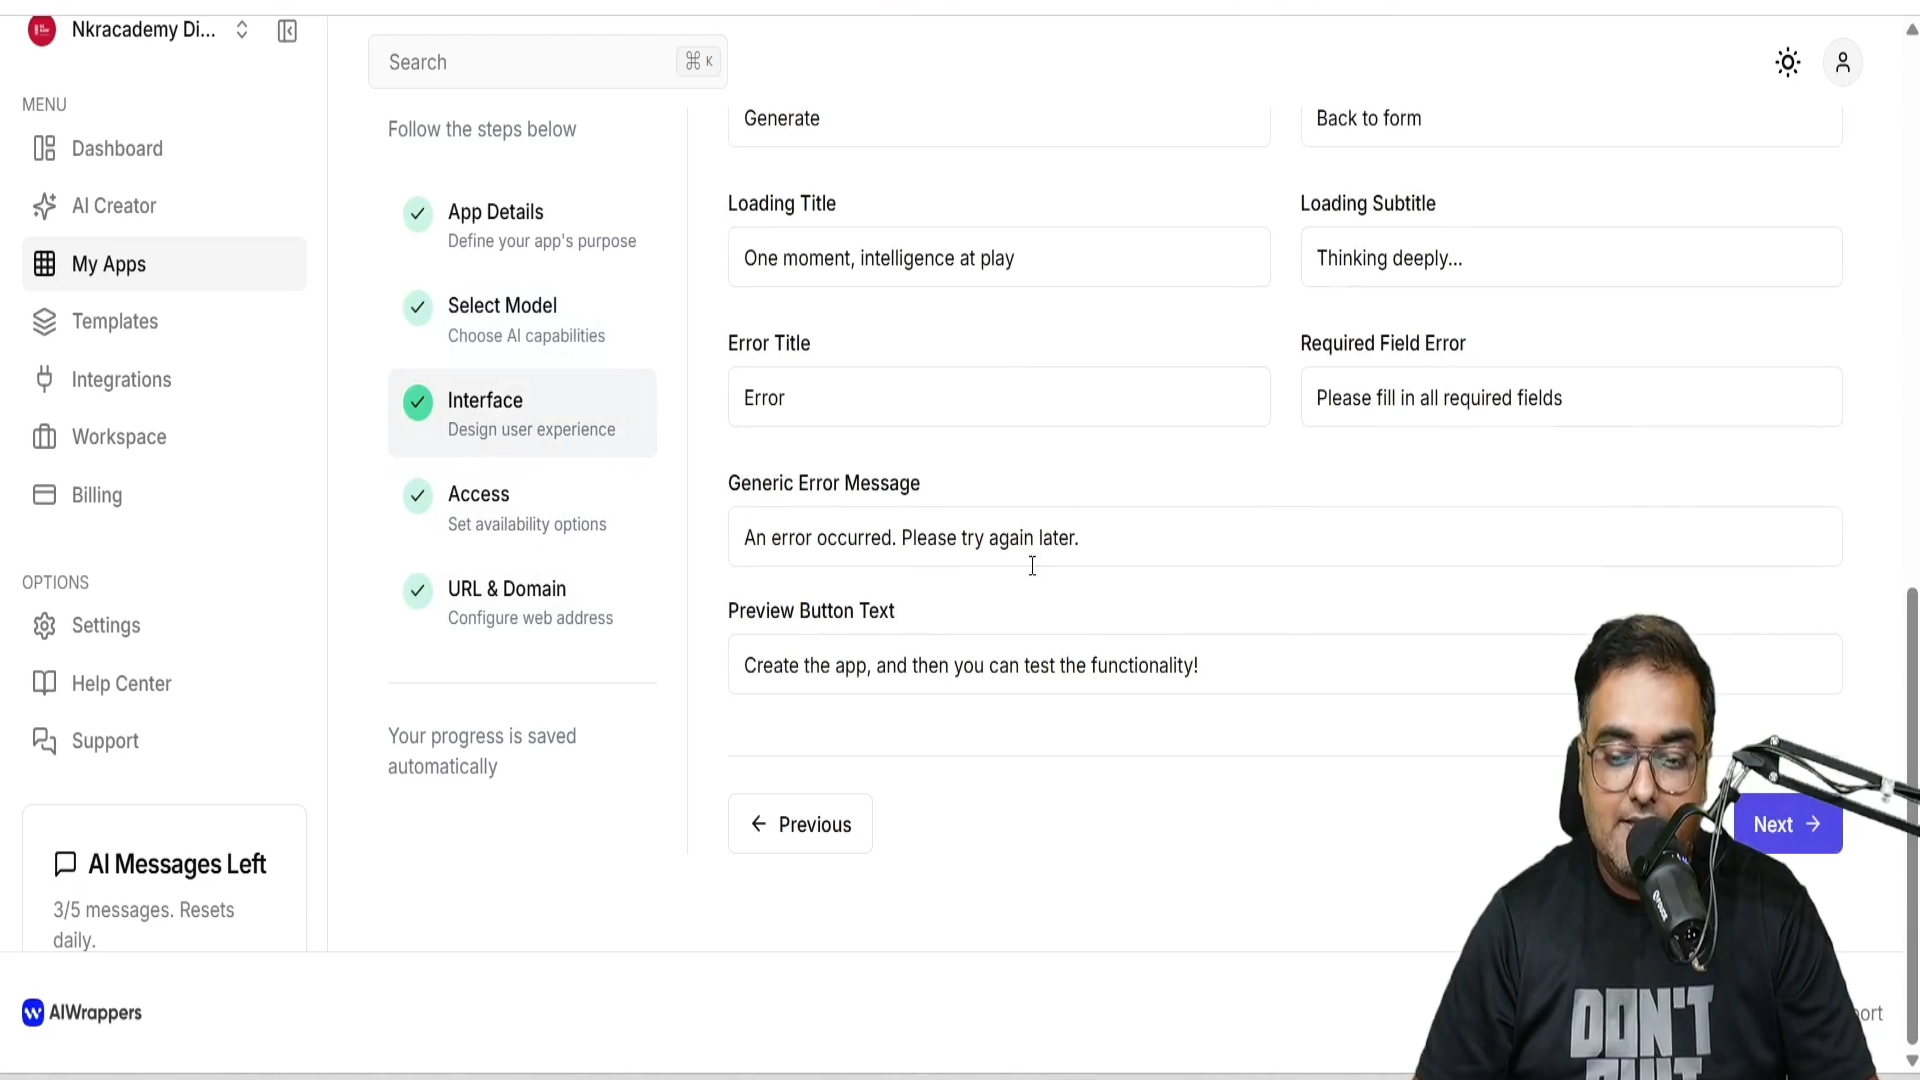 Nkracademy Di...
Search
⌘ K
MENU
Dashboard
AI Creator
My Apps
Templates
Integrations
Workspace
Billing
OPTIONS
Settings
Help Center
Support
AI Messages Left
3/5 messages. Resets
daily.
AIWrappers
Follow the steps below
App Details
Define your app's purpose
Select Model
Choose AI capabilities
Interface
Design user experience
Access
Set availability options
URL & Domain
Configure web address
Your progress is saved
automatically
Generate
Back to form
Loading Title
Loading Subtitle
One moment, intelligence at play
Thinking deeply...
Error Title
Required Field Error
Error
Please fill in all required fields
Generic Error Message
An error occurred. Please try again later.
Preview Button Text
Create the app, and then you can test the functionality!
Previous
Next
DON'T
QUIT